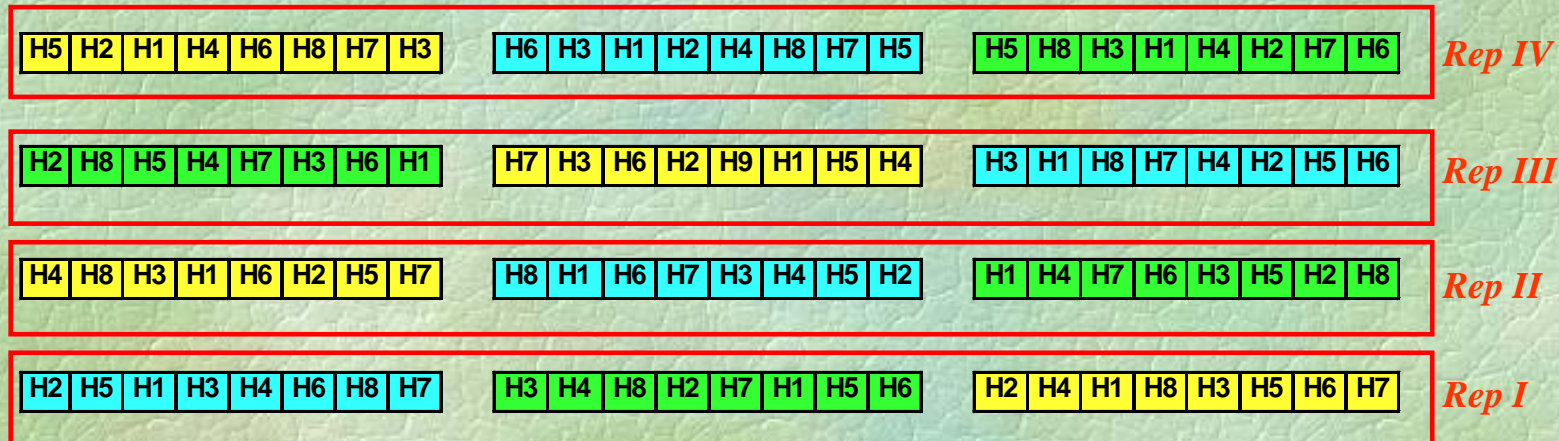 H5 H2 H1 H4 H6 H8 H7 H3 H6 H3 H1 H2 H4 H8 H7 H5 H5 H8 H3 H1 H4 H2 H7 H6 Rep IV
H2 H8 H5 H4 H7 H3 H6 H1 H7 H3 H6 H2 H9 H1 H5 H4 H3 H1 H8 H7 H4 H2 H5 H6 Rep III
H4 H8 H3 H1 H6 H2 H5 H7 H8 H1 H6 H7 H3 H4 H5 H2 H1 H4 H7 H6 H3 H5 H2 H8 Rep II
H2 H5 H1 H3 H4 H6 H8 H7 H3 H4 H8 H2 H7 H1 H5 H6 H2 H4 H1 H8 H3 H5 H6 H7 Rep I